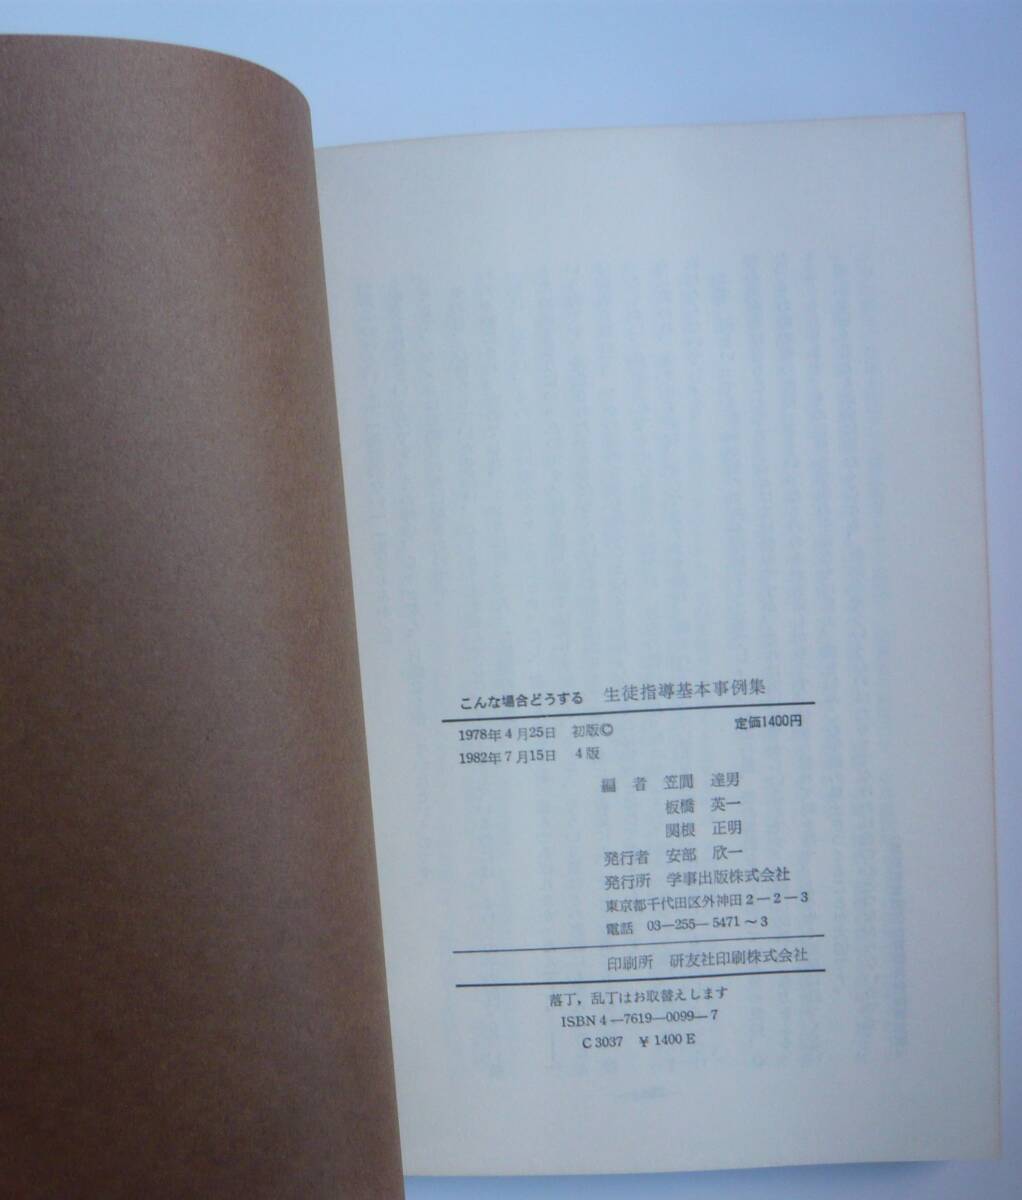 こんな場合どうする 生徒指導基本事例集
定価1400円
1978年4月25日 初版©
1982年7月15日 4版
編者 笠間 達男
板橋 英一
関根 正明
発行者 安部 欣一
発行所 学事出版株式会社
東京都千代田区外神田2―2―3
電話 03―255―5471～3
印刷所 研友社印刷株式会社
落丁，乱丁はお取替えします
ISBN4―7619―0099―7
C3037 ¥1400E